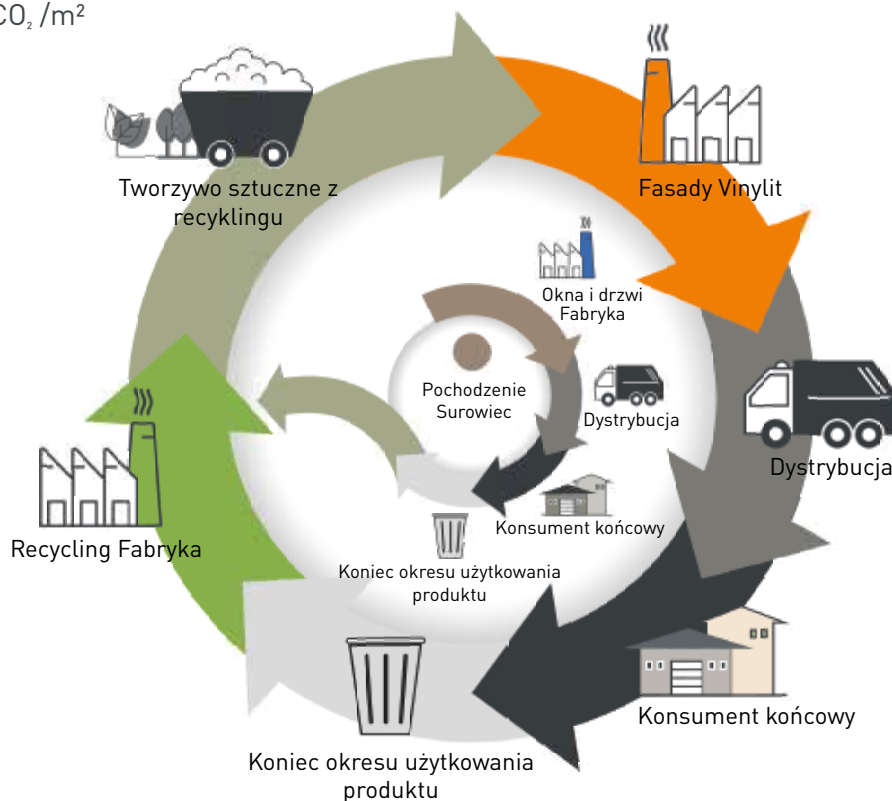 CO₂ /m²
Tworzywo sztuczne z
recyklingu
Fasady Vinylit
Okna i drzwi
Fabryka
Pochodzenie
Surowiec
Dystrybucja
Dystrybucja
Konsument końcowy
Recycling Fabryka
Koniec okresu użytkowania
produktu
Konsument końcowy
Koniec okresu użytkowania
produktu